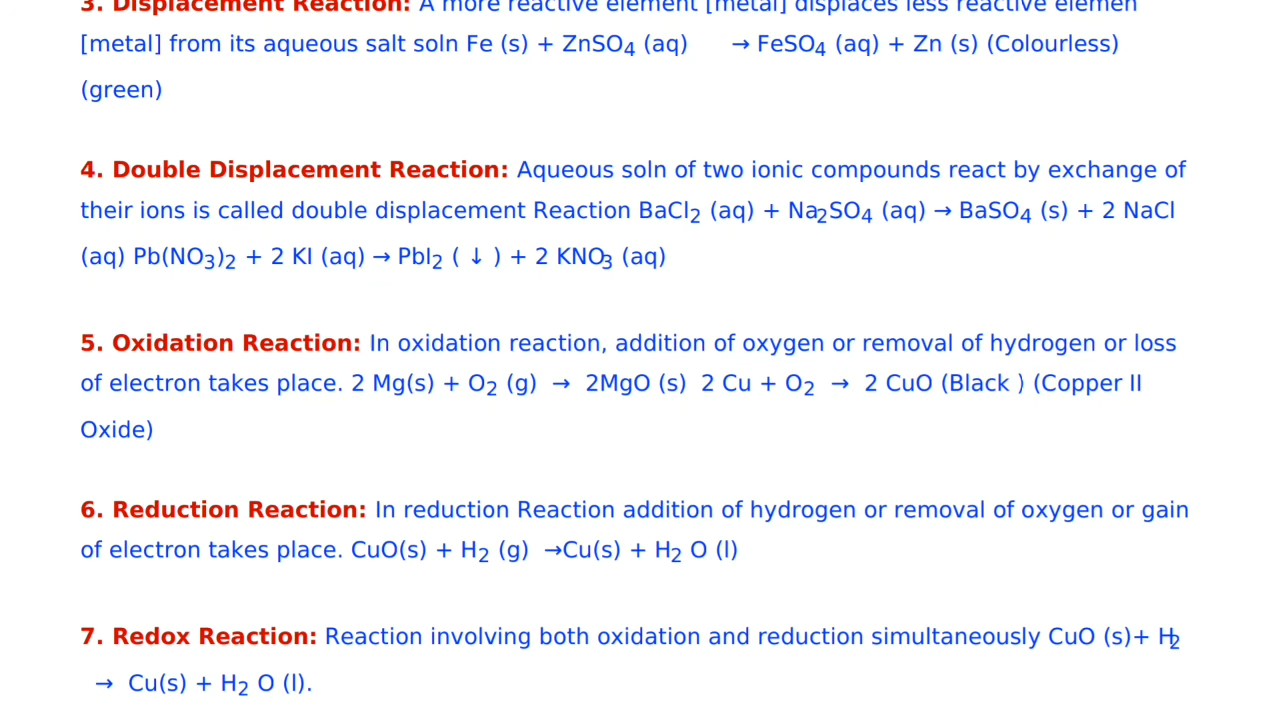 3. Displacement Reaction: A more reactive element [metal] displaces less reactive elemen
[metal] from its aqueous salt soln Fe (s) + ZnSO₄ (aq) → FeSO₄ (aq) + Zn (s) (Colourless)
(green)
4. Double Displacement Reaction: Aqueous soln of two ionic compounds react by exchange of
their ions is called double displacement Reaction BaCl₂ (aq) + Na₂SO₄ (aq) → BaSO₄ (s) + 2 NaCl
(aq) Pb(NO₃)₂ + 2 KI (aq) → PbI₂ ( ↓ ) + 2 KNO₃ (aq)
5. Oxidation Reaction: In oxidation reaction, addition of oxygen or removal of hydrogen or loss
of electron takes place. 2 Mg(s) + O₂ (g) → 2MgO (s) 2 Cu + O₂ → 2 CuO (Black ) (Copper II
Oxide)
6. Reduction Reaction: In reduction Reaction addition of hydrogen or removal of oxygen or gain
of electron takes place. CuO(s) + H₂ (g) →Cu(s) + H₂ O (l)
7. Redox Reaction: Reaction involving both oxidation and reduction simultaneously CuO (s)+ H₂
→ Cu(s) + H₂ O (l).